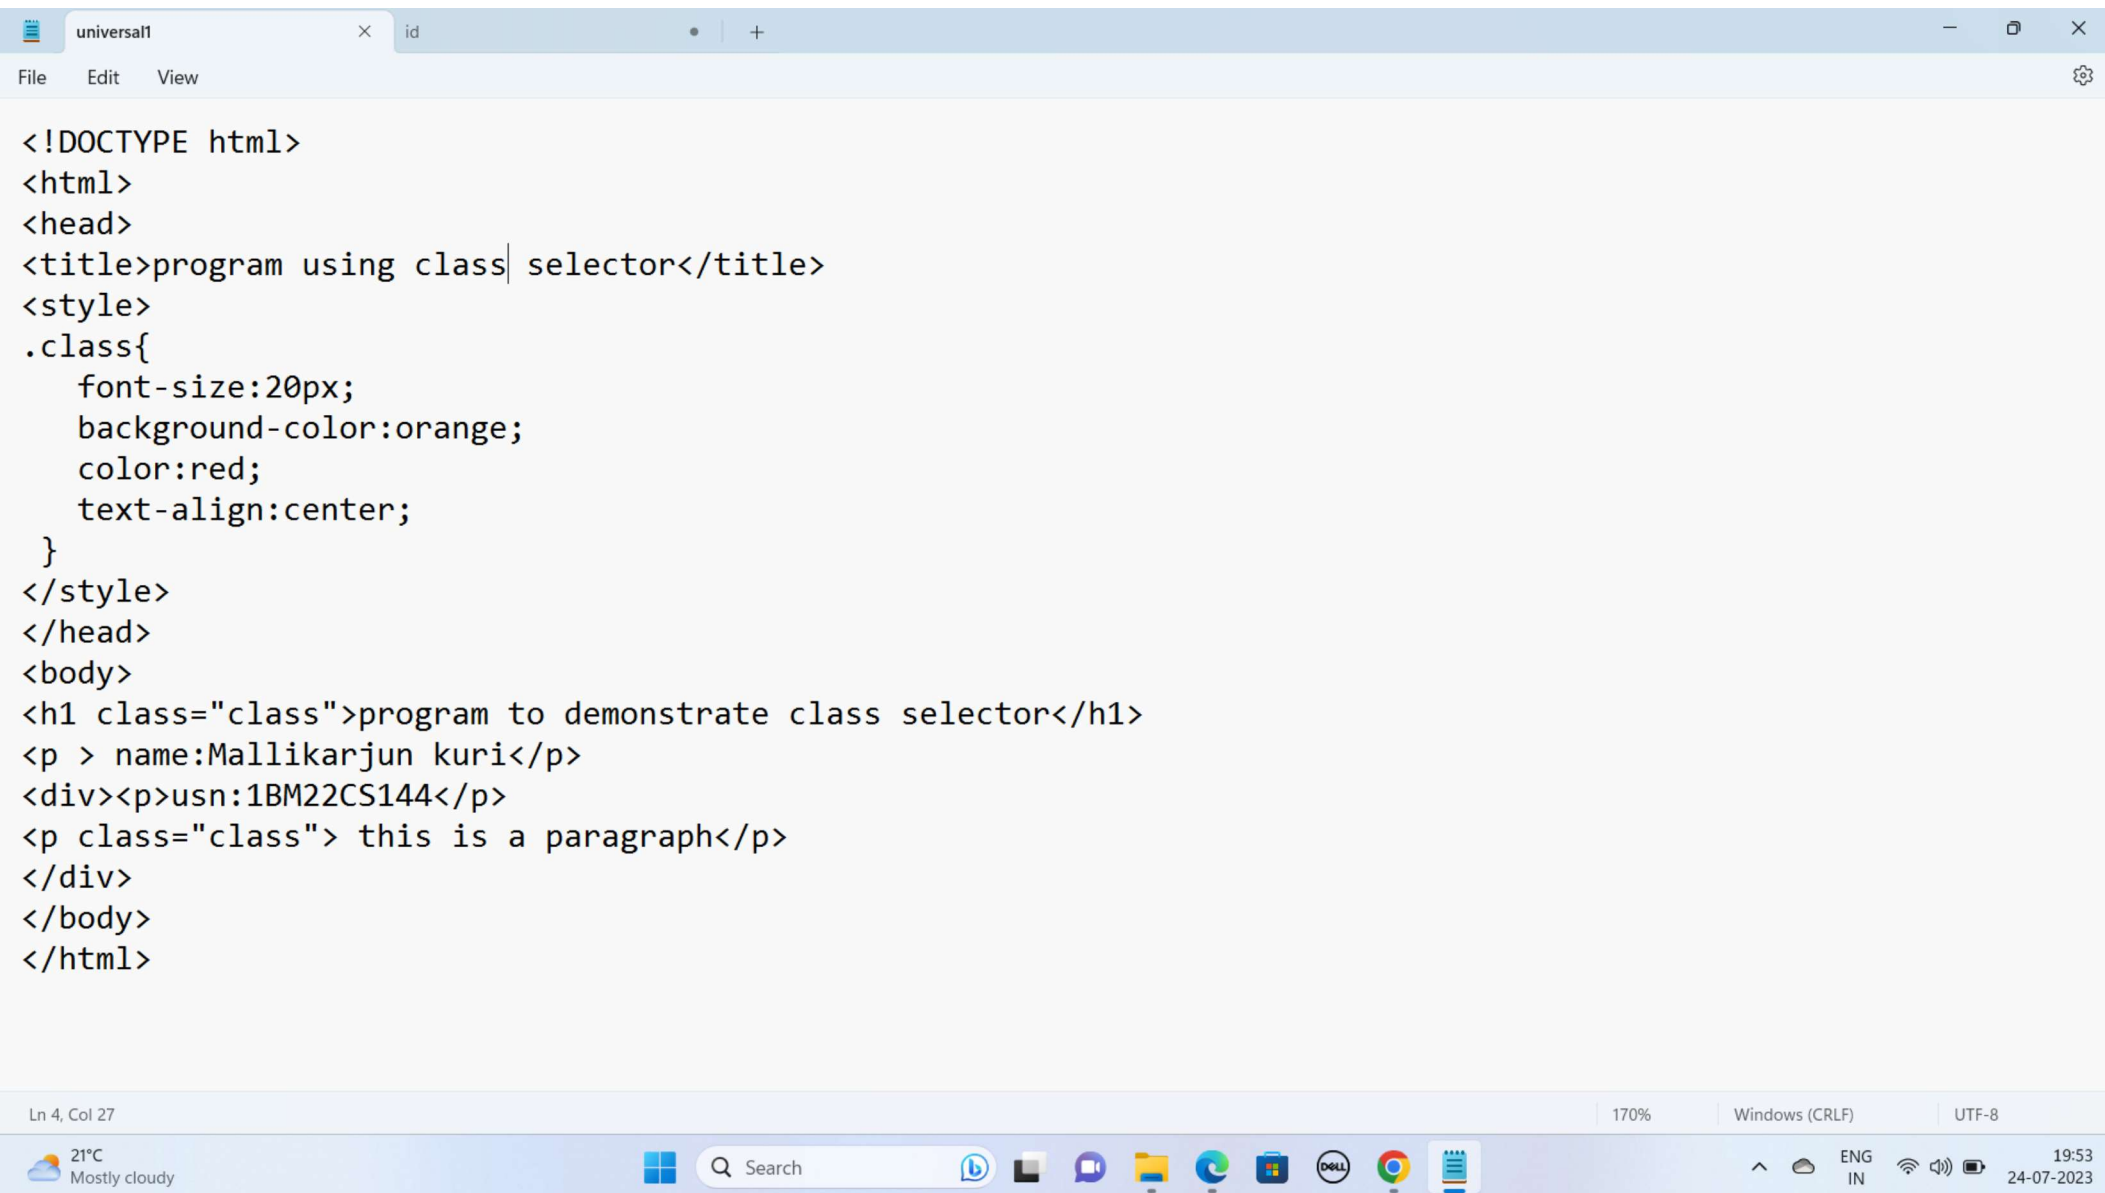 universal1
id
File Edit View
<!DOCTYPE html>
<html>
<head>
<title>program using class selector</title>
<style>
.class{
   font-size:20px;
   background-color:orange;
   color:red;
   text-align:center;
 }
</style>
</head>
<body>
<h1 class="class">program to demonstrate class selector</h1>
<p > name:Mallikarjun kuri</p>
<div><p>usn:1BM22CS144</p>
<p class="class"> this is a paragraph</p>
</div>
</body>
</html>
Ln 4, Col 27 170% Windows (CRLF) UTF-8
21°C
Mostly cloudy
Search
DELL
ENG
IN
19:53
24-07-2023